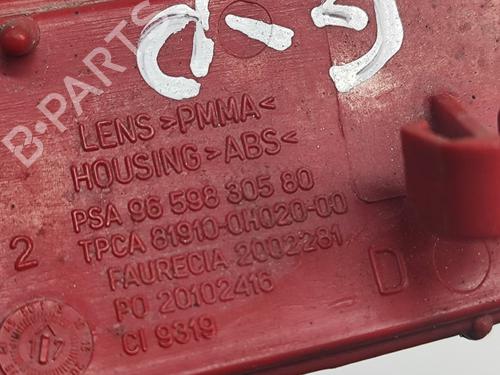 B-PARTS
LENS >PMMA<
HOUSING >ABS<
PSA 96 598 305 80
TPCA 81910-0H020-00
FAURECIA 2002281
PO 20102416
CI 9319
2
D